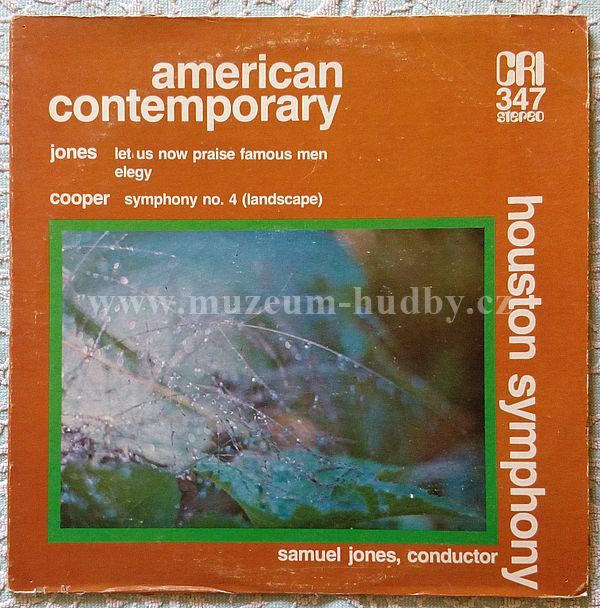 american
contemporary
CRI
347
STEREO
jones let us now praise famous men
elegy
cooper symphony no. 4 (landscape)
houston symphony
www.muzeum-hudby.cz
samuel jones, conductor